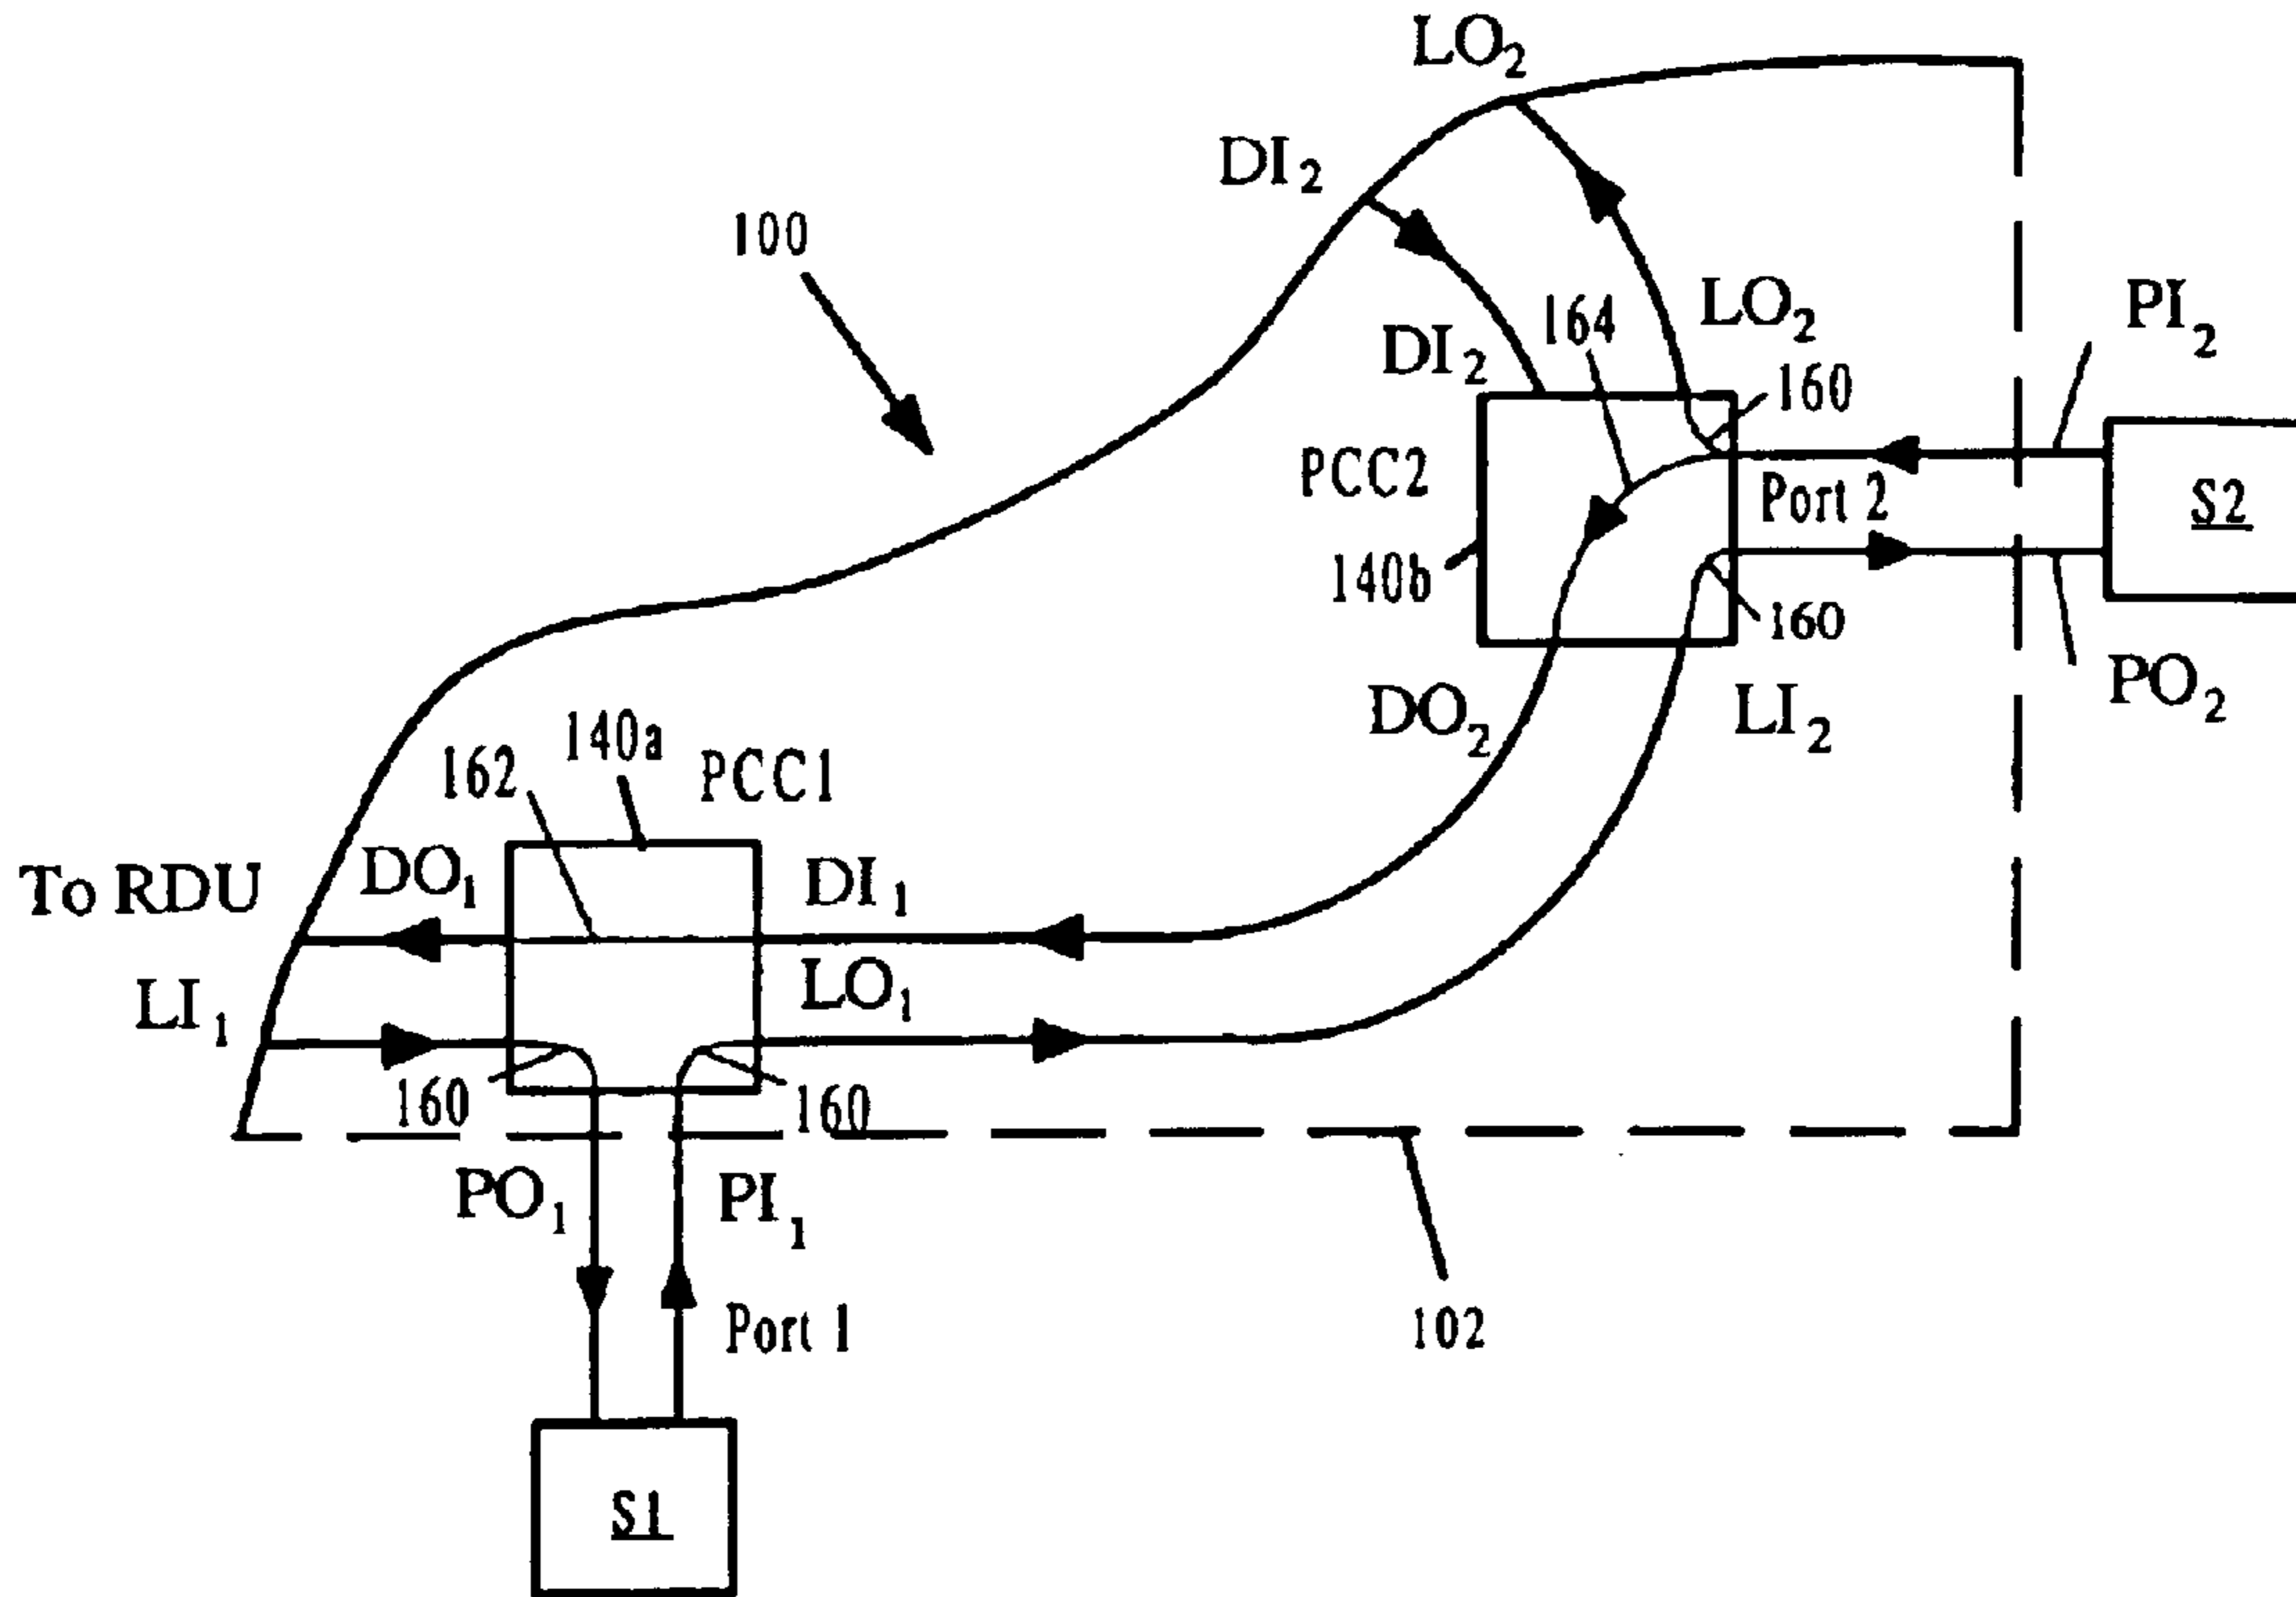 LO₂
DI₂
100
LO₂
164
PI₂
DI₂
160
PCC2
Port 2
S2
140b
160
DO₂
LI₂
PO₂
140a
162
PCC1
To RDU
DO₁
DI₁
LI₁
LO₁
160
160
PO₁
PI₁
Port 1
102
S1